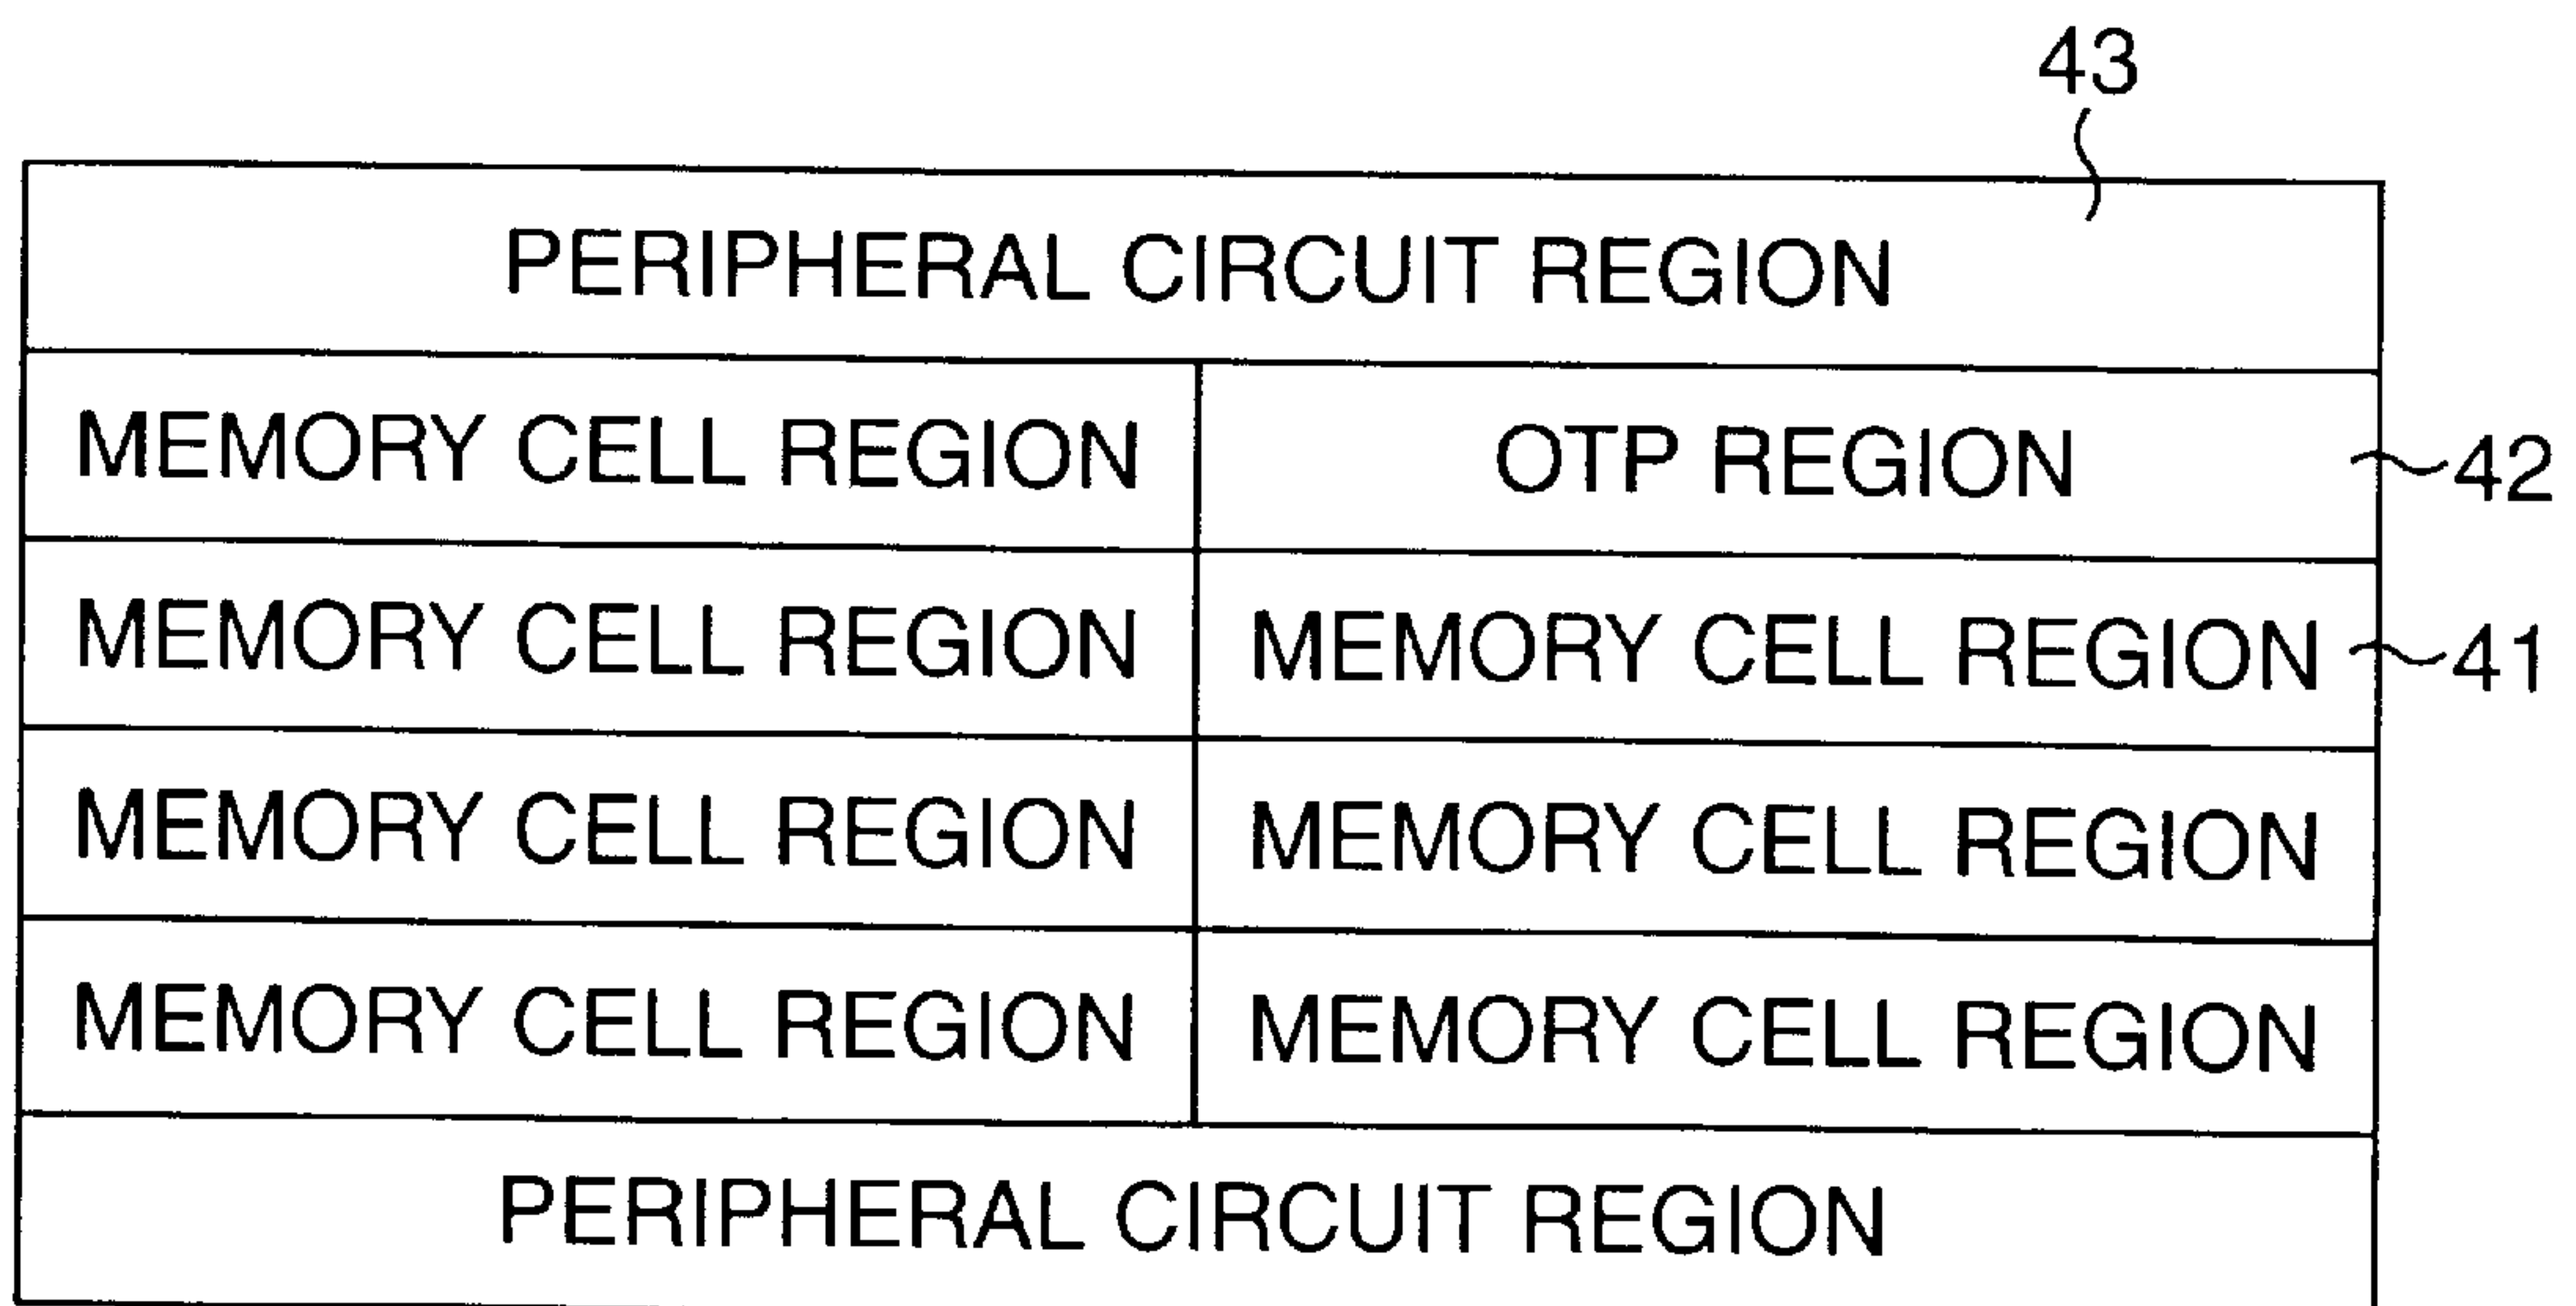 43
PERIPHERAL CIRCUIT REGION
MEMORY CELL REGION OTP REGION 42
MEMORY CELL REGION MEMORY CELL REGION 41
MEMORY CELL REGION MEMORY CELL REGION
MEMORY CELL REGION MEMORY CELL REGION
PERIPHERAL CIRCUIT REGION